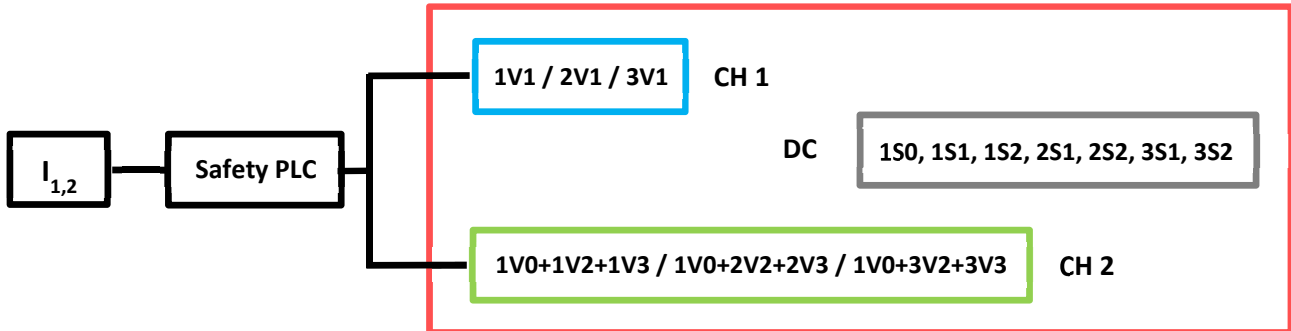 1V1 / 2V1 / 3V1
CH 1
I1,2
Safety PLC
DC
1S0, 1S1, 1S2, 2S1, 2S2, 3S1, 3S2
1V0+1V2+1V3 / 1V0+2V2+2V3 / 1V0+3V2+3V3
CH 2